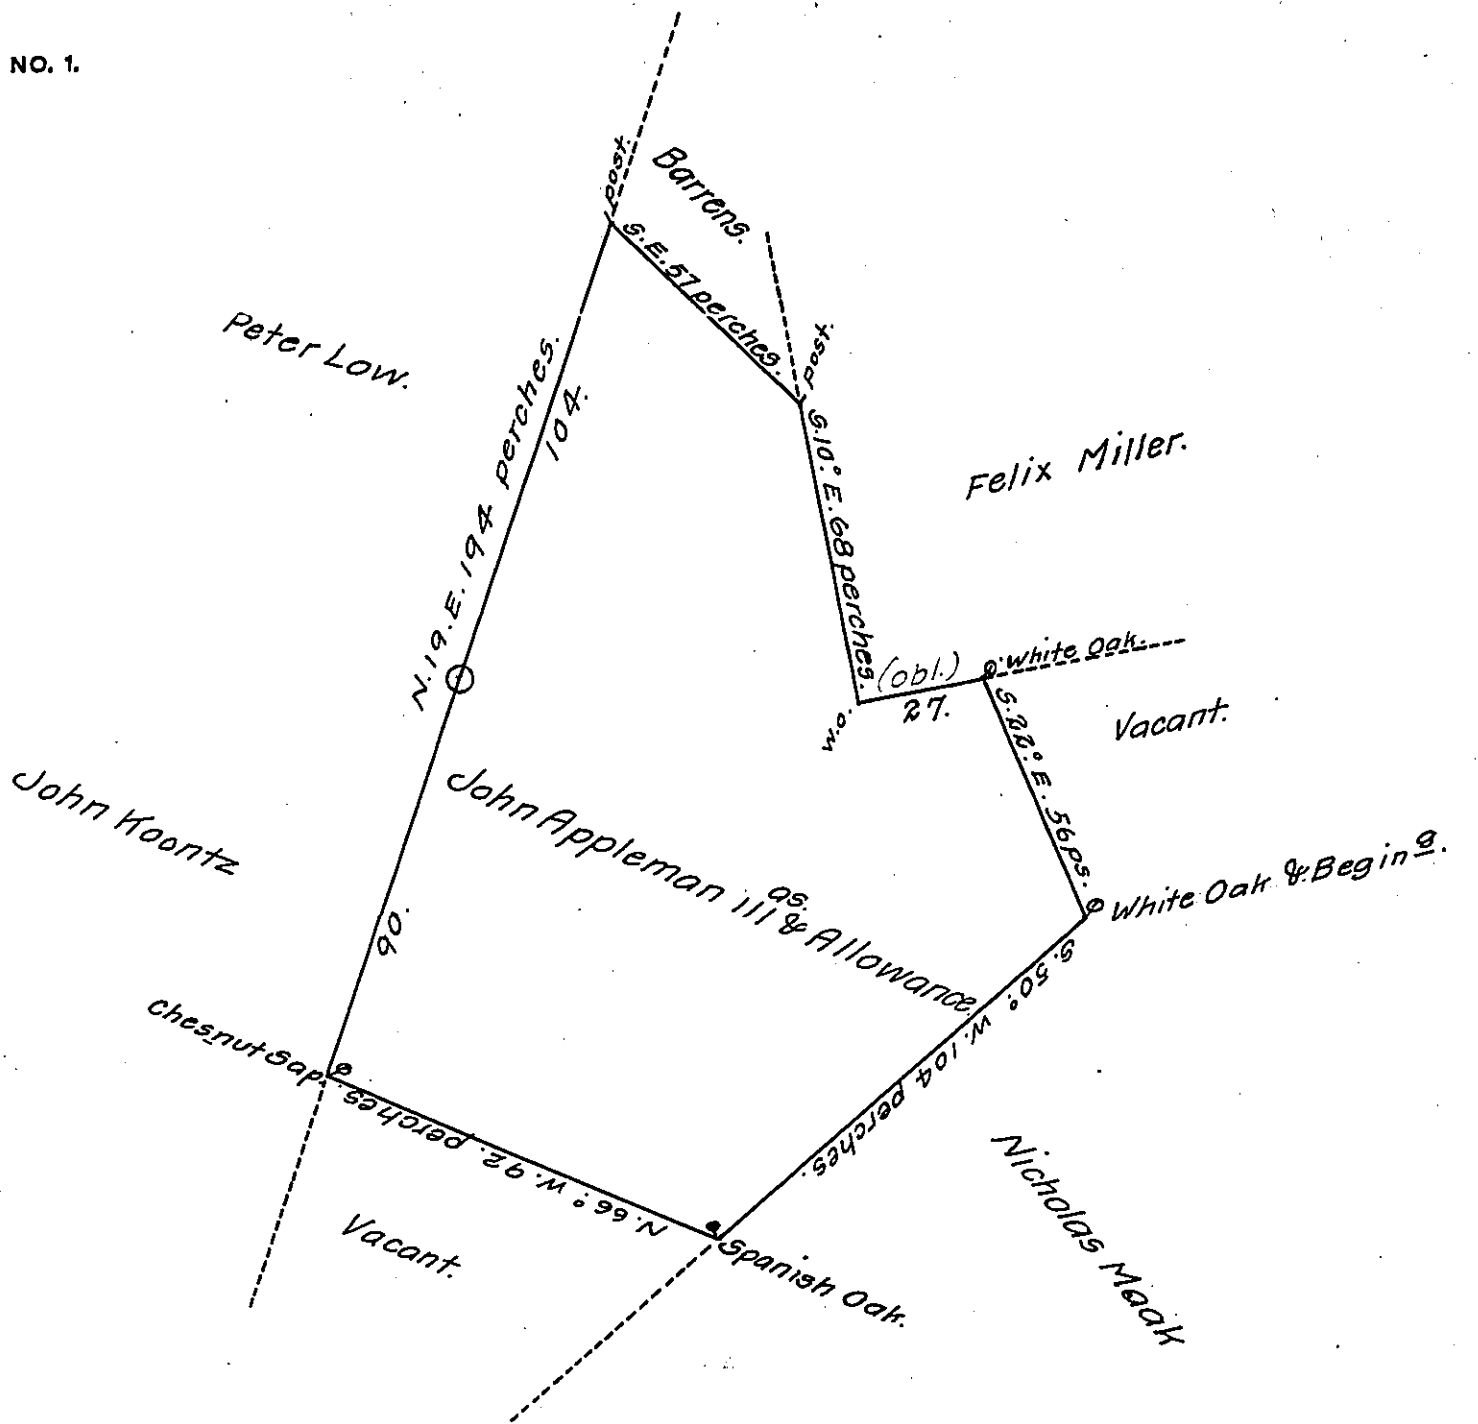 NO. 1.
post.
Barrens.
S.E. 57 perches.
Peter Low.
N. 19. E. 194 perches.
104.
post.
S. 10.° E. 68 perches.
Felix Miller.
(obl.)
27.
W.O.
White Oak.
S. 22.° E. 56 ps.
Vacant.
John Koontz
John Appleman 111 as. & Allowance.
White Oak & Begin g.
90.
S. 50.° W. 104 perches.
Chesnut Sap.
N. 66.° W. 92. perches
Vacant.
Spanish Oak.
Nicholas Maak